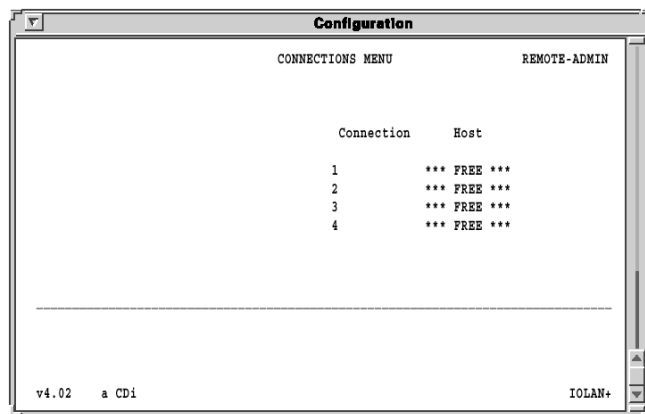 Configuration
CONNECTIONS MENU REMOTE-ADMIN
Connection Host
1 *** FREE ***
2 *** FREE ***
3 *** FREE ***
4 *** FREE ***
v4.02 a CDi IOLAN+